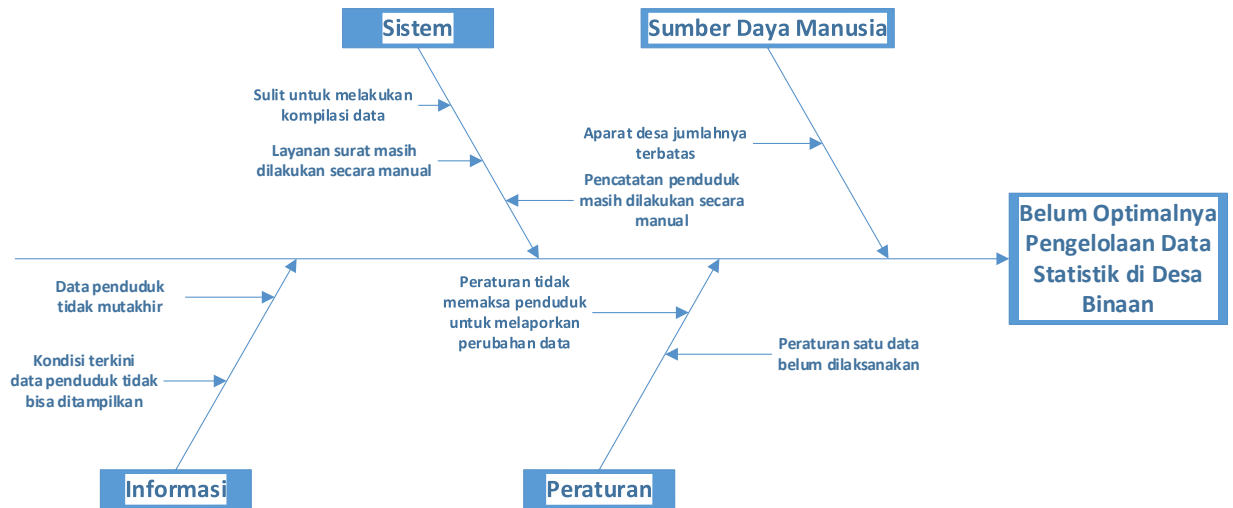 Sistem
Sumber Daya Manusia
Sulit untuk melakukan
kompilasi data
Layanan surat masih
dilakukan secara manual
Aparat desa jumlahnya
terbatas
Pencatatan penduduk
masih dilakukan secara
manual
Belum Optimalnya
Pengelolaan Data
Statistik di Desa
Binaan
Data penduduk
tidak mutakhir
Kondisi terkini
data penduduk tidak
bisa ditampilkan
Peraturan tidak
memaksa penduduk
untuk melaporkan
perubahan data
Peraturan satu data
belum dilaksanakan
Informasi
Peraturan